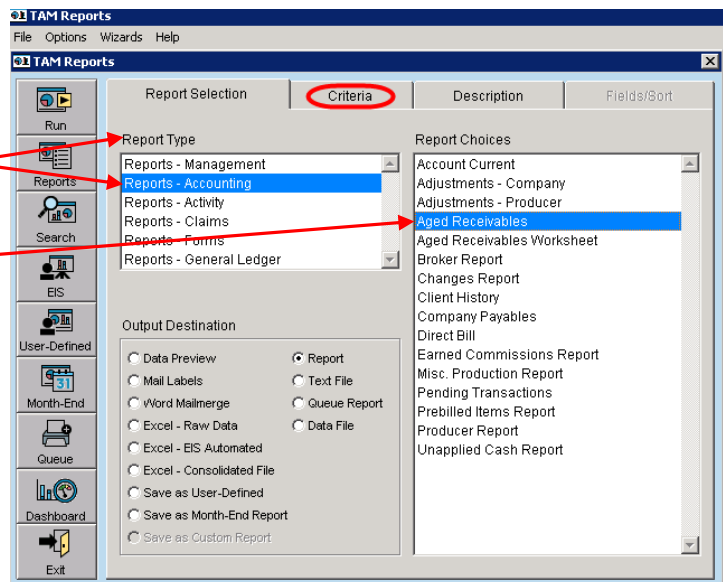 TAM Reports
File Options Wizards Help
TAM Reports
Run
Reports
Search
EIS
User-Defined
31
Month-End
Queue
Dashboard
Exit
Report Selection
Criteria
Description
Fields/Sort
Report Type
Reports - Management
Reports - Accounting
Reports - Activity
Reports - Claims
Reports - Forms
Reports - General Ledger
Output Destination
Data Preview
Mail Labels
Word Mailmerge
Excel - Raw Data
Excel - EIS Automated
Excel - Consolidated File
Save as User-Defined
Save as Month-End Report
Save as Custom Report
Report
Text File
Queue Report
Data File
Report Choices
Account Current
Adjustments - Company
Adjustments - Producer
Aged Receivables
Aged Receivables Worksheet
Broker Report
Changes Report
Client History
Company Payables
Direct Bill
Earned Commissions Report
Misc. Production Report
Pending Transactions
Prebilled Items Report
Producer Report
Unapplied Cash Report